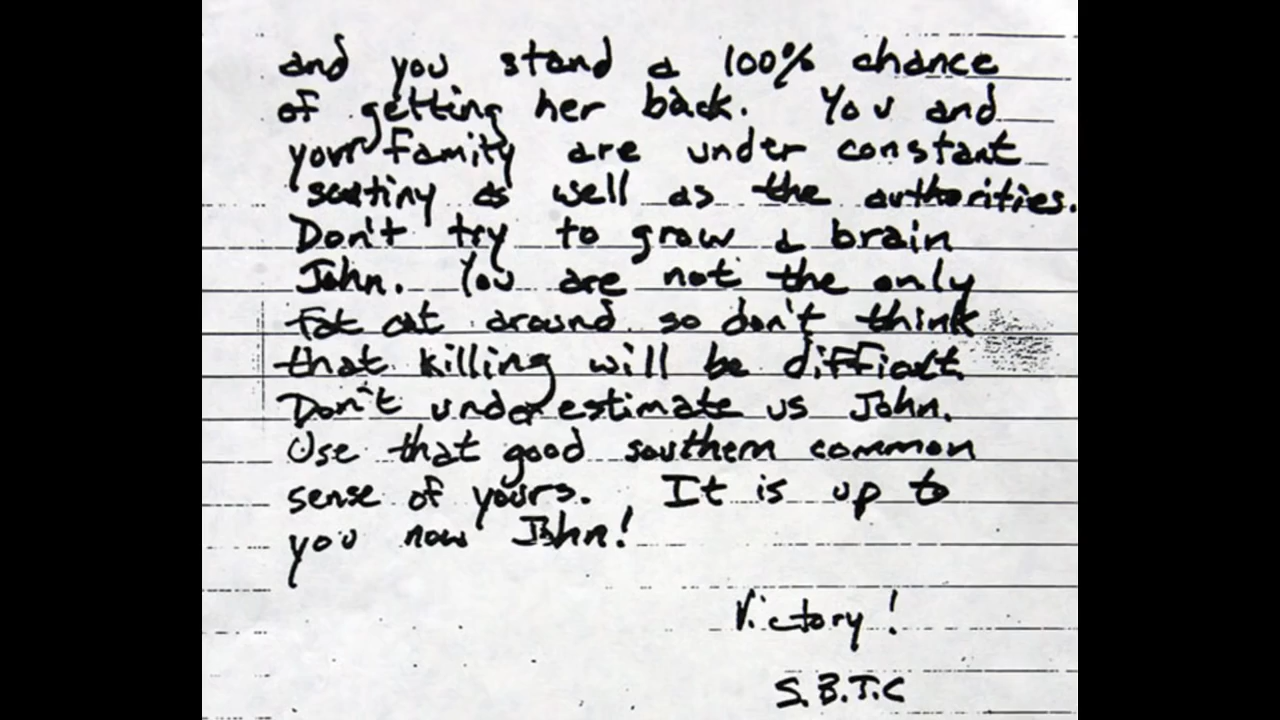 and you stand a 100% chance
of getting her back. You and
your family are under constant
scutiny as well as the authorities.
Don't try to grow a brain
John. You are not the only
fat cat around so don't think
that killing will be difficult.
Don't underestimate us John.
Use that good southern common
sense of yours. It is up to
you now John!
Victory!
S.B.T.C